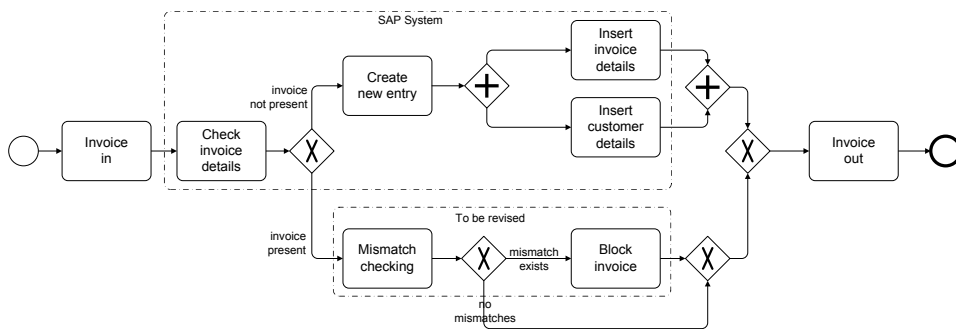 SAP System
Insert
invoice
details
Create
new entry
invoice
not present
Insert
customer
details
Invoice
in
Check
invoice
details
Invoice
out
To be revised
invoice
present
Mismatch
checking
mismatch
exists
Block
invoice
no
mismatches